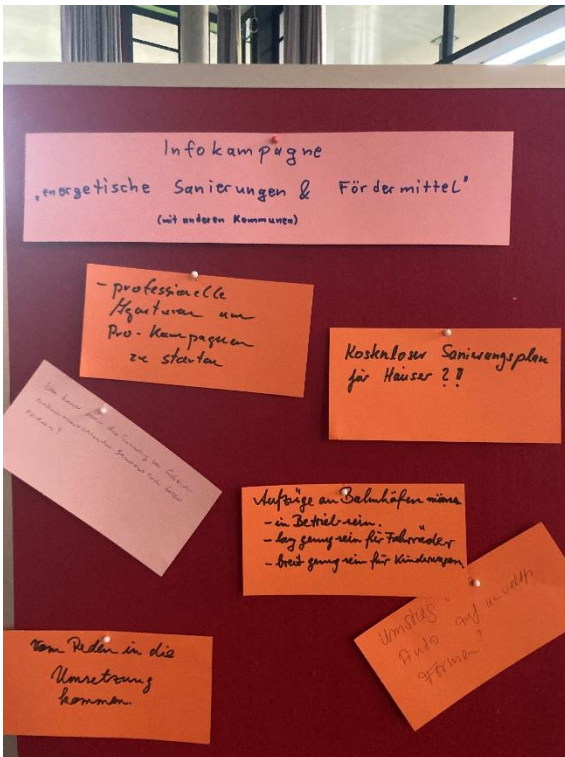 Infokampagne
„energetische Sanierungen & Fördermittel"
(mit anderen Kommunen)
- professionelle
Agenturen um
Pro-Kampagnen
zu starten
Kostenloser Sanierungsplan
für Häuser ?!
Aufzüge an Bahnhöfen müssen
- in Betrieb sein.
- lang genug sein für Fahrräder
- breit genug sein für Kinderwagen
"Umstieg"
Auto auf
Formen"
Vom Reden in die
Umsetzung
kommen.